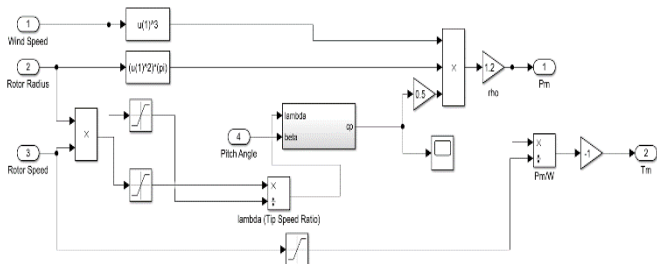 1
Wind Speed
u(1)^3
2
Rotor Radius
(u(1)^2)*(pi)
X
1.2
rho
1
Pm
0.5
X
lambda
beta
cp
4
Pitch Angle
3
Rotor Speed
X
÷
lambda (Tip Speed Ratio)
X
÷
Pm/W
-1
2
Tm